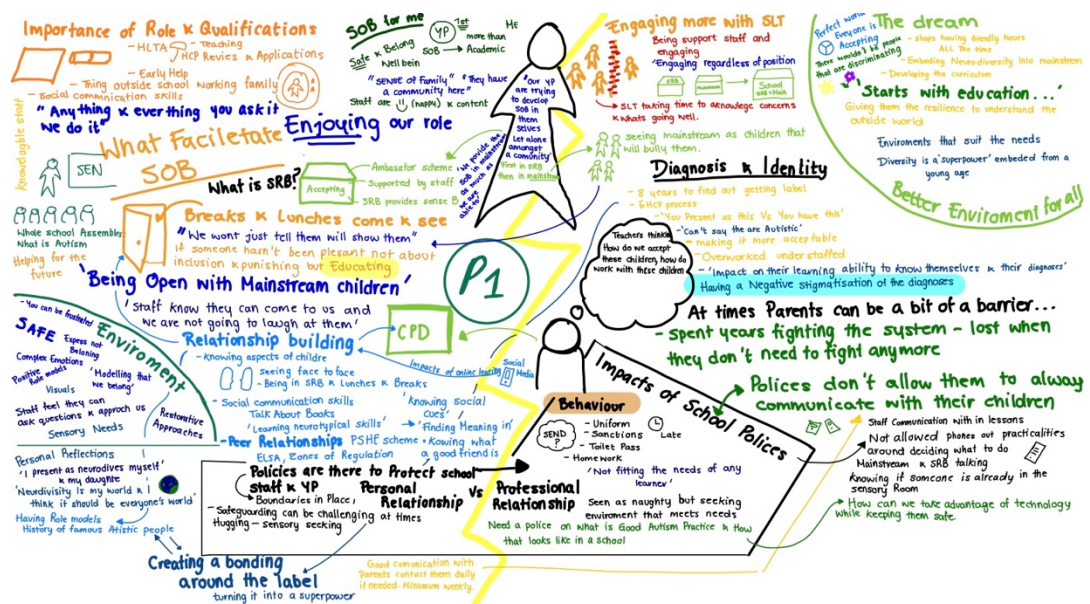 Importance of Role & Qualifications
- HLTA
- Teaching
HCP Revies & Applications
- Early Help
- Thing outside school working family
- Social communication skills
"Anything & everthing you ask it
We do it"
Knowlegable staff
SEN
What Facilitate
SOB
Enjoying our role
SOB for me
YP
1st
more than
SOB → Academic
ME
Safe & Belong
Well bein
"SENSE of Family"
"They have
a community here"
Staff are (happy) & content
"Our YP
are trying
to develop
SOB in
them
selves
Let alone
amongst
a comunity"
"We povide the
SOB in mainstream
as much as
we are
able to"
First in SRB
then in mainstream
What is SRB?
Accepting
- Ambasator scheme
- Supported by staff
- SRB provides sense B
Whole school Assembly
What is Autism
Helping for the
future
Breaks & Lunches come & see
"We wont just tell them will show them"
if someone hasn't been plesant not about
inclusion & punishing but Educating
'Being Open with Mainstream children'
'Staff know they can come to us and
we are not going to laugh at them'
CPD
Relationship building
- knowing aspects of childre
seeing face to face
- Being in SRB & Lunches & Breaks
Impacts of online learing
Social
Media
- Social communication skills
Talk About Books
'Learning neurotypical skills'
'knowing social
cues'
'Finding Meaning in'
- Peer Relationships
PSHE scheme
ELSA, Zones of Regulation
- Kowing what
a good friend is
Enviroment
- You can be frustrated
SAFE
Express not
Beloning
Complex Emotions
Positive
Role models
'Modelling that
we belong'
Visuals
Staff feel they can
ask questions & approch us
Sensory Needs
Restorative
Approaches
Personal Reflections
'I present as neurodives myself'
& my daughter
'Neurdivisity is my world & I
think it should be everyone's world'
Having Role models
History of famous Atistic people
Creating a bonding
around the label
turning it into a superpower
Policies are there to Protect school
staff & YP
- Boundaries in Place,
- Safeguarding can be challenging
at times
Hugging - sensory seeking
Personal
Relationship
Vs
Professional
Relationship
Good comunication with
Parents contact them daily
if needed. Minimum weekly.
P1
Engaging more with SLT
Being support staff and
engaging
'Engaging regardless of position
SRB
Mainstream
School
SRB + Main
- SLT taking time to aknowlege concerns
& whats going well.
seeing mainstream as children that
will bully them.
Diagnosis & Identity
- 8 years to find out getting label
- EHCP process
- 'You Present as this Vs You have this'
- 'Can't say the are Autistic'
= making it more acceptable
- Overworked understaffed
- 'Impact on their learning ability to know themselves & their diagnoses'
Having a Negative stigmatisation of the diagnoses
Teachers thinking
How do we accept
these children, how do
work with these children
At times Parents can be a bit of a barrier...
- spent years fighting the system - lost when
they don't need to fight anymore
Impacts of School Polices
Behaviour
SEND
?
- Uniform
- Sanctions
- Toilet Pass
- Homework
Late
'Not fitting the needs of any
learner'
Seen as naughty but seeking
enviroment that meets needs
Need a police on what is Good Autism Practice & How
that looks like in a school
Polices don't allow them to always
communicate with their children
Staff Communication with in lessons
Not allowed phones out practicalities
around deciding what to do
Mainstream & SRB talking
Knowing if someone is already in the
sensory Room
- How can we take advantage of technology
while keeping them safe.
The dream
Perfect World
Everyone is
Accepting
There wouldn't be people
that are discriminating
- shops having friendly hours
ALL The time
- Embeding Neurodiversity into mainstream
- Developing the curriculum
'Starts with education...'
Giving them the resilience to understand the
outside world
Enviroments that suit the needs
'Diversity is a 'superpower' embeded from a
young age
Better Enviroment for all